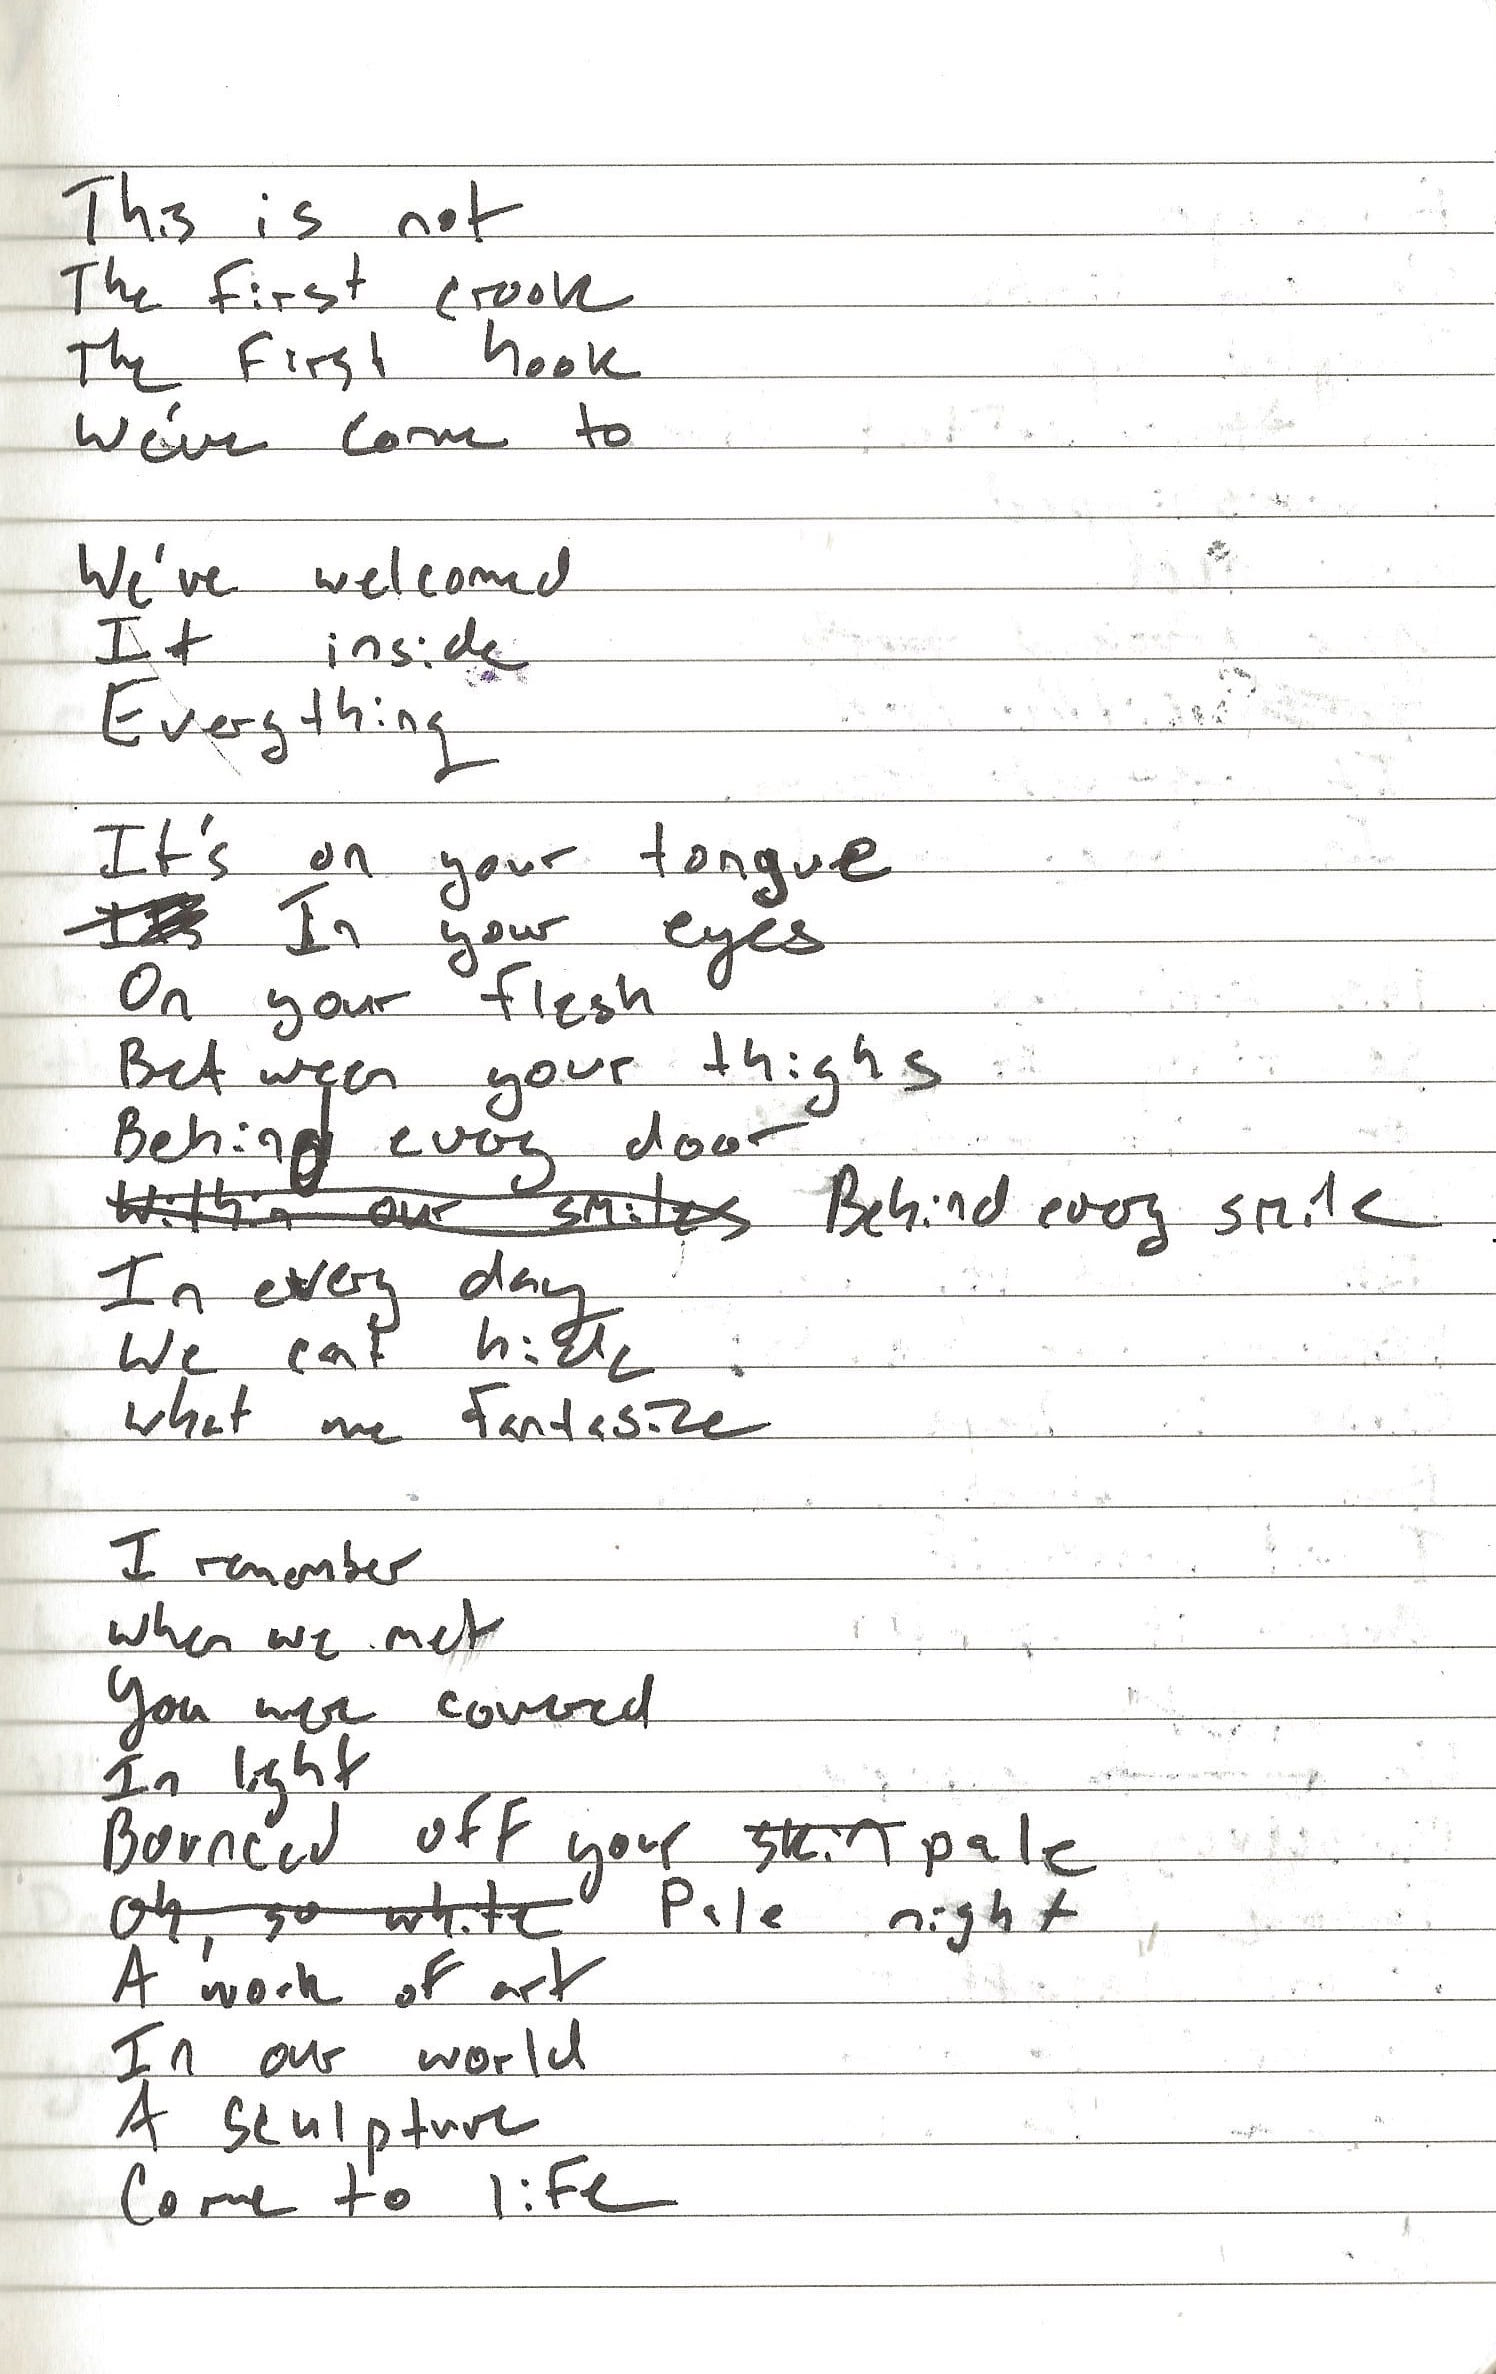 This is not
The first crook
The first hook
We've come to
We've welcomed
It inside
Everything
It's on your tongue
In your eyes
On your flesh
Between your thighs
Behind every door
Within our smiles Behind every smile
In every day
We eat hide
What we fantasize
I remember
when we met
You were covered
In light
Bounced off your skin pale
Oh, so white Pale night
A work of art
In our world
A sculpture
Come to life